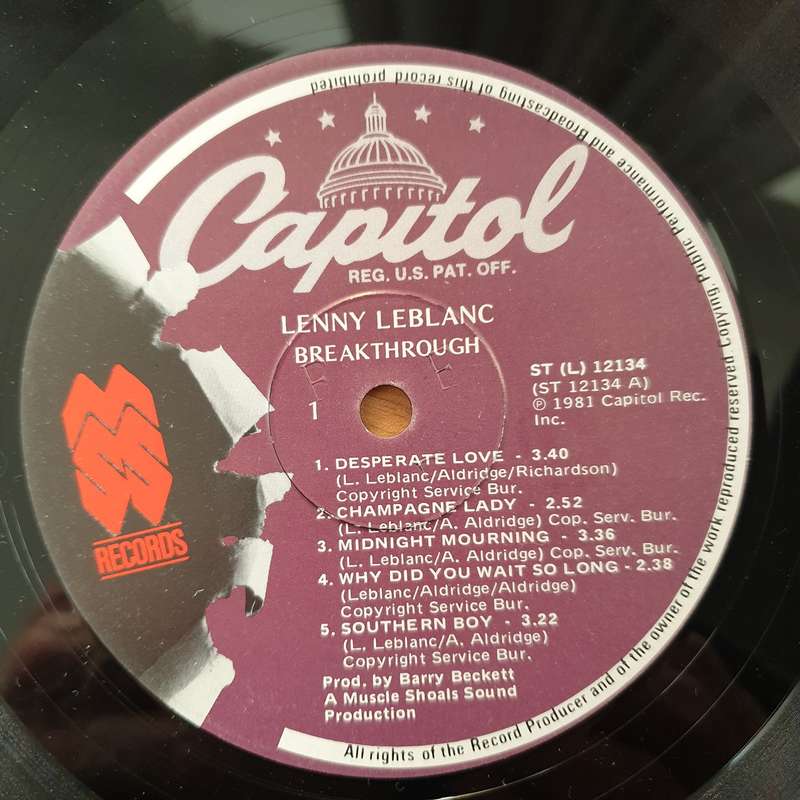 Capitol
REG. U.S. PAT. OFF.
LENNY LEBLANC
BREAKTHROUGH
1
ST (L) 12134
(ST 12134 A)
℗ 1981 Capitol Rec.
Inc.
1. DESPERATE LOVE - 3.40
(L. Leblanc/Aldridge/Richardson)
Copyright Service Bur.
2. CHAMPAGNE LADY - 2.52
(L. Leblanc/A. Aldridge) Cop. Serv. Bur.
3. MIDNIGHT MOURNING - 3.36
(L. Leblanc/A. Aldridge) Cop. Serv. Bur.
4. WHY DID YOU WAIT SO LONG - 2.38
(Leblanc/Aldridge/Aldridge)
Copyright Service Bur.
5. SOUTHERN BOY - 3.22
(L. Leblanc/A. Aldridge)
Copyright Service Bur.
Prod. by Barry Beckett
A Muscle Shoals Sound
Production
MSS
RECORDS
All rights of the Record Producer and of the owner of the work reproduced reserved Copying, Public Performance and Broadcasting of this record prohibited